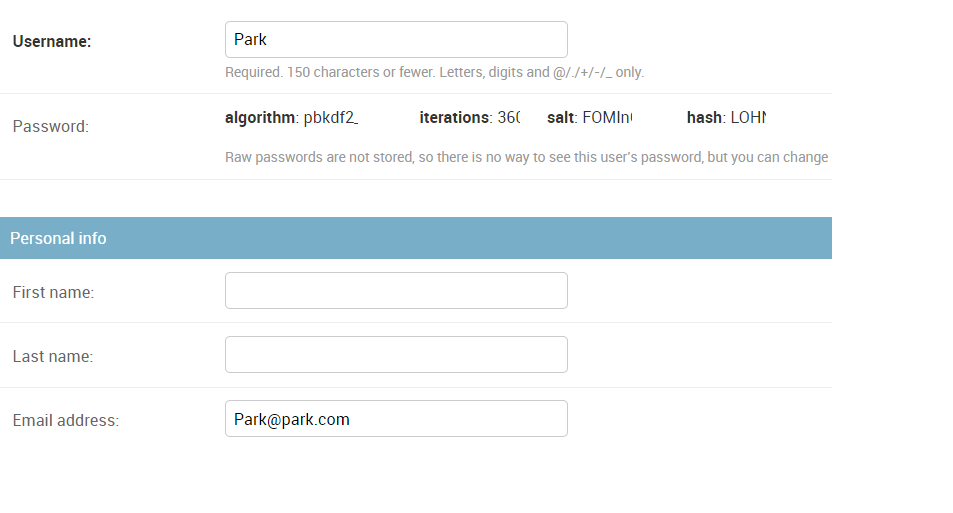 Username: Park
Required. 150 characters or fewer. Letters, digits and @/./+/-/_ only.
Password: algorithm: pbkdf2_ iterations: 360 salt: FOMIn hash: LOHN
Raw passwords are not stored, so there is no way to see this user's password, but you can change
Personal info
First name:
Last name:
Email address: Park@park.com